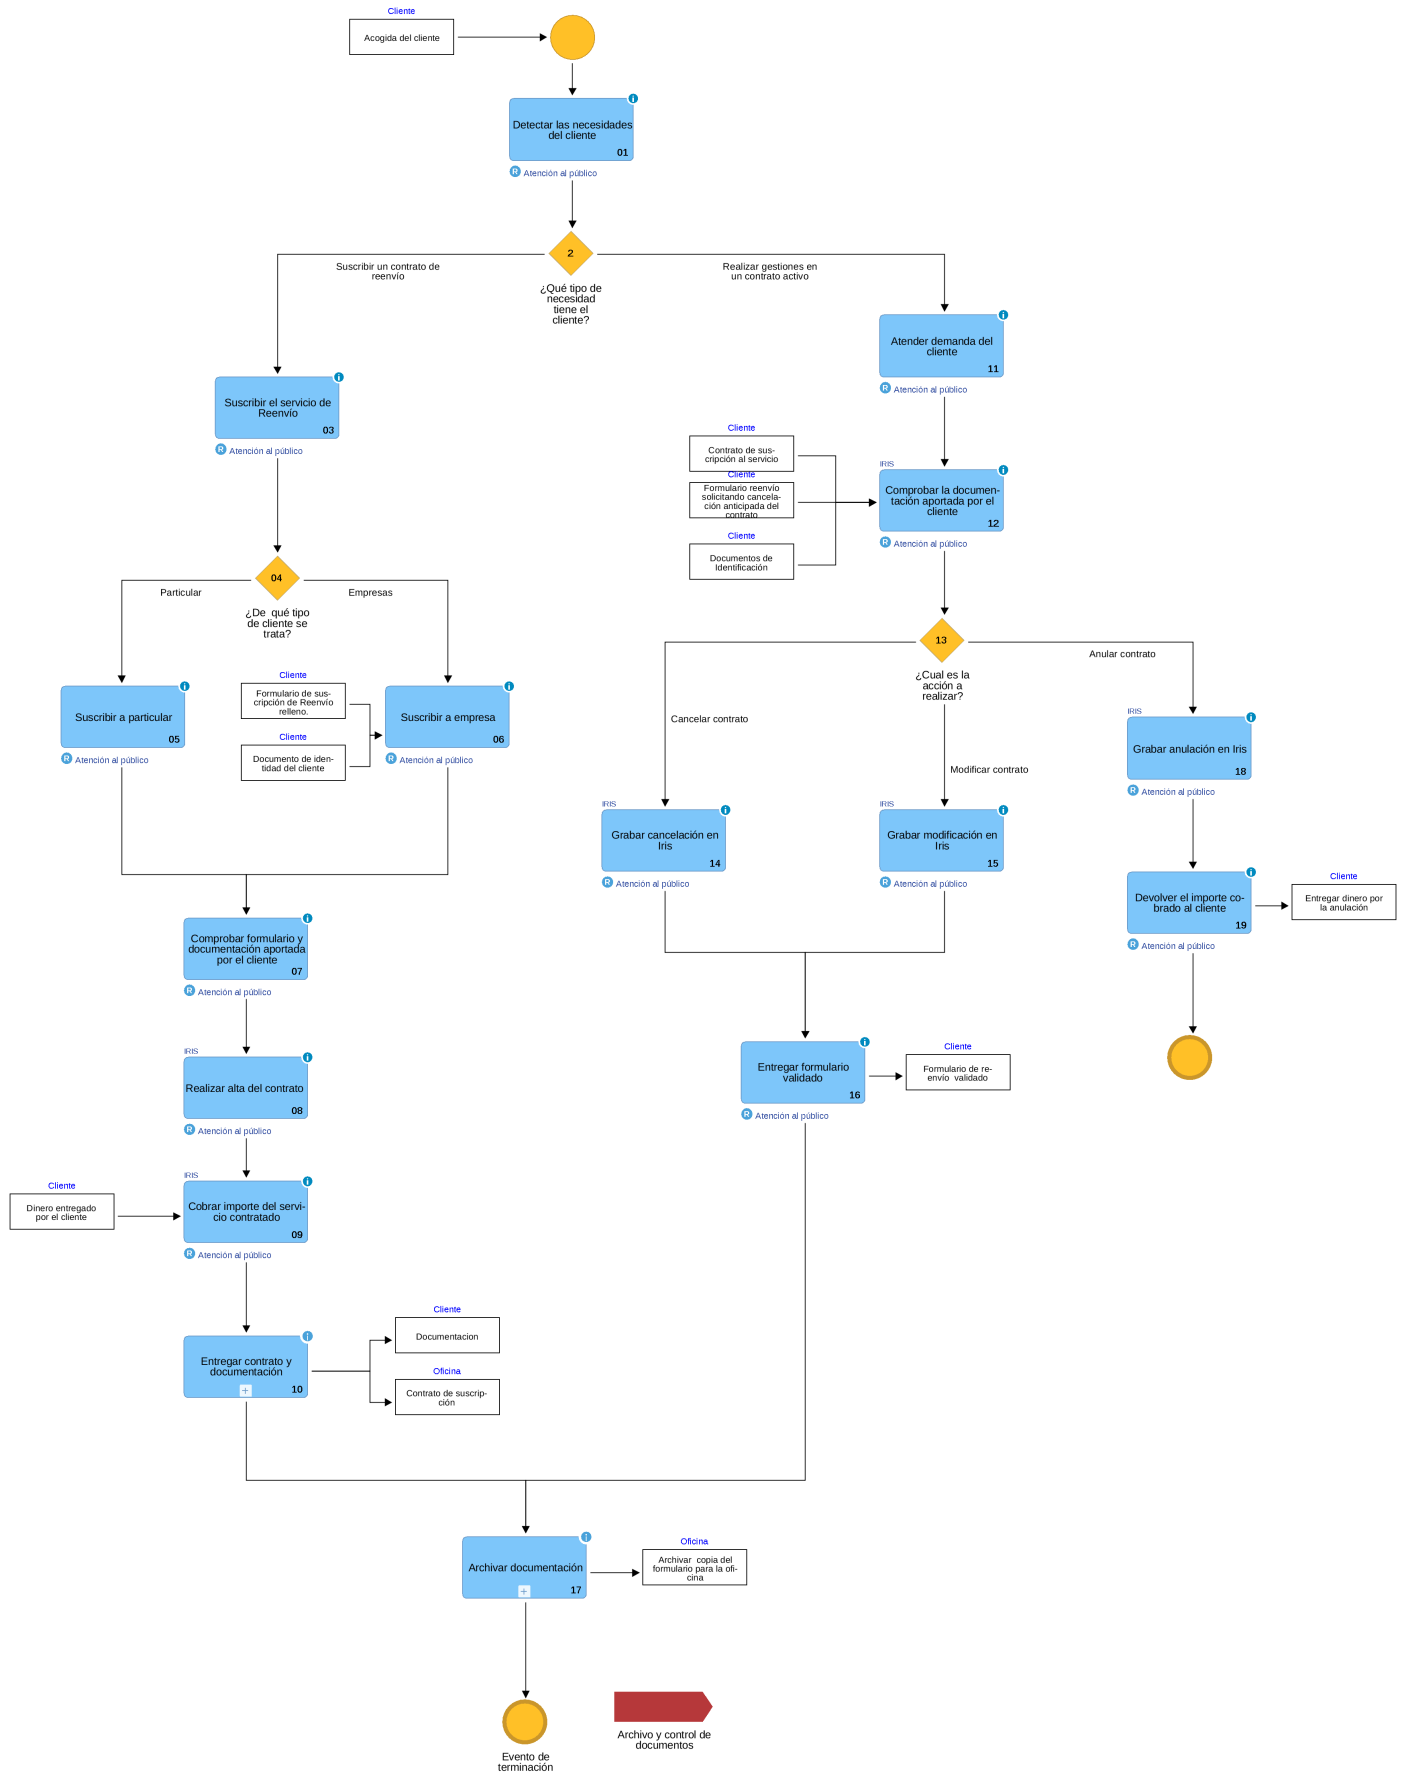 Cliente
Acogida del cliente
Detectar las necesidades
del cliente
01
R Atención al público
2
Suscribir un contrato de
reenvío
Realizar gestiones en
un contrato activo
¿Qué tipo de
necesidad
tiene el
cliente?
Atender demanda del
cliente
11
R Atención al público
Suscribir el servicio de
Reenvío
03
R Atención al público
Cliente
Contrato de sus-
cripción al servicio
Cliente
Formulario reenvío
solicitando cancela-
ción anticipada del
contrato
Cliente
Documentos de
Identificación
IRIS
Comprobar la documen-
tación aportada por el
cliente
12
R Atención al público
04
Particular
Empresas
¿De  qué tipo
de cliente se
trata?
13
Anular contrato
¿Cual es la
acción a
realizar?
Cancelar contrato
Modificar contrato
Suscribir a particular
05
R Atención al público
Cliente
Formulario de sus-
cripción de Reenvío
relleno.
Cliente
Documento de iden-
tidad del cliente
Suscribir a empresa
06
R Atención al público
IRIS
Grabar anulación en Iris
18
R Atención al público
IRIS
Grabar cancelación en
Iris
14
R Atención al público
IRIS
Grabar modificación en
Iris
15
R Atención al público
Devolver el importe co-
brado al cliente
19
R Atención al público
Cliente
Entregar dinero por
la anulación
Comprobar formulario y
documentación aportada
por el cliente
07
R Atención al público
IRIS
Realizar alta del contrato
08
R Atención al público
Entregar formulario
validado
16
R Atención al público
Cliente
Formulario de re-
envío  validado
Cliente
Dinero entregado
por el cliente
IRIS
Cobrar importe del servi-
cio contratado
09
R Atención al público
Entregar contrato y
documentación
10
Cliente
Documentacion
Oficina
Contrato de suscrip-
ción
Archivar documentación
17
Oficina
Archivar  copia del
formulario para la ofi-
cina
Evento de
terminación
Archivo y control de
documentos